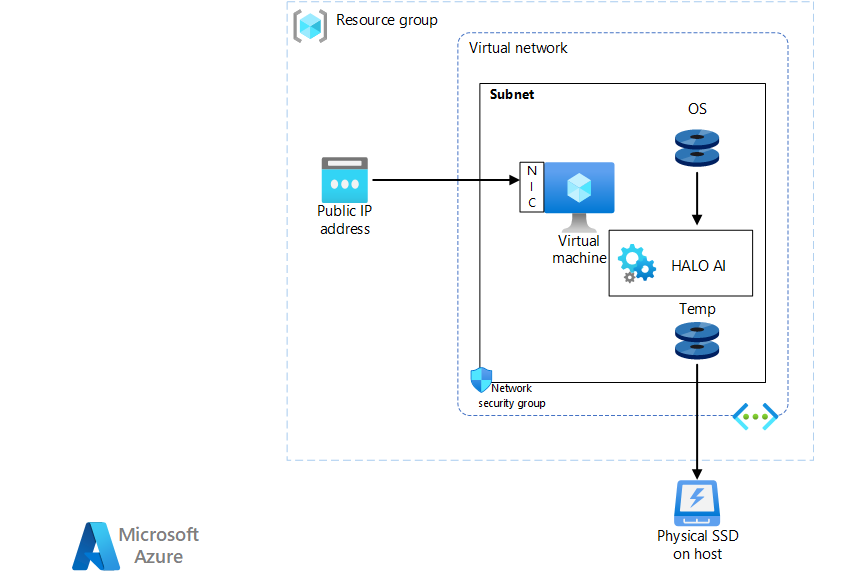 Resource group
Virtual network
Subnet
OS
N
I
C
Public IP
address
Virtual
machine
HALO AI
Temp
Network
security group
Physical SSD
on host
Microsoft
Azure